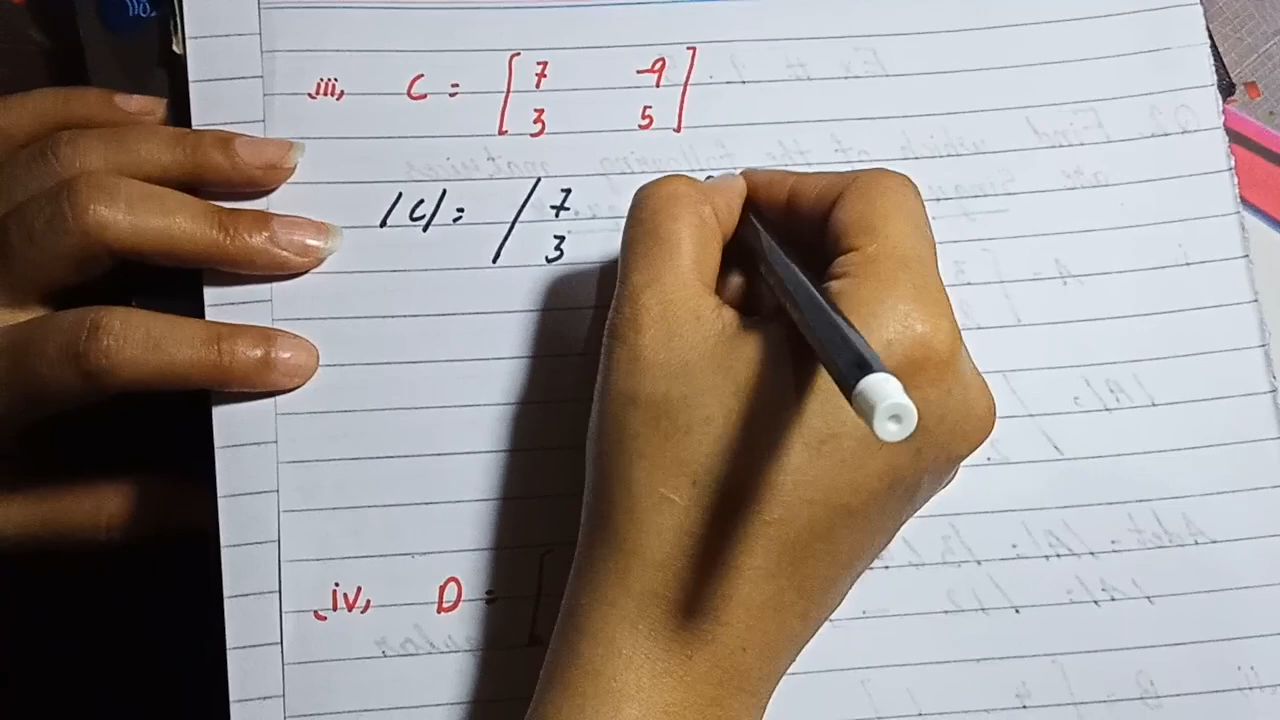 iii, C = [ 7 -9
3 5 ]
|C| = | 7
3
iv, D = [